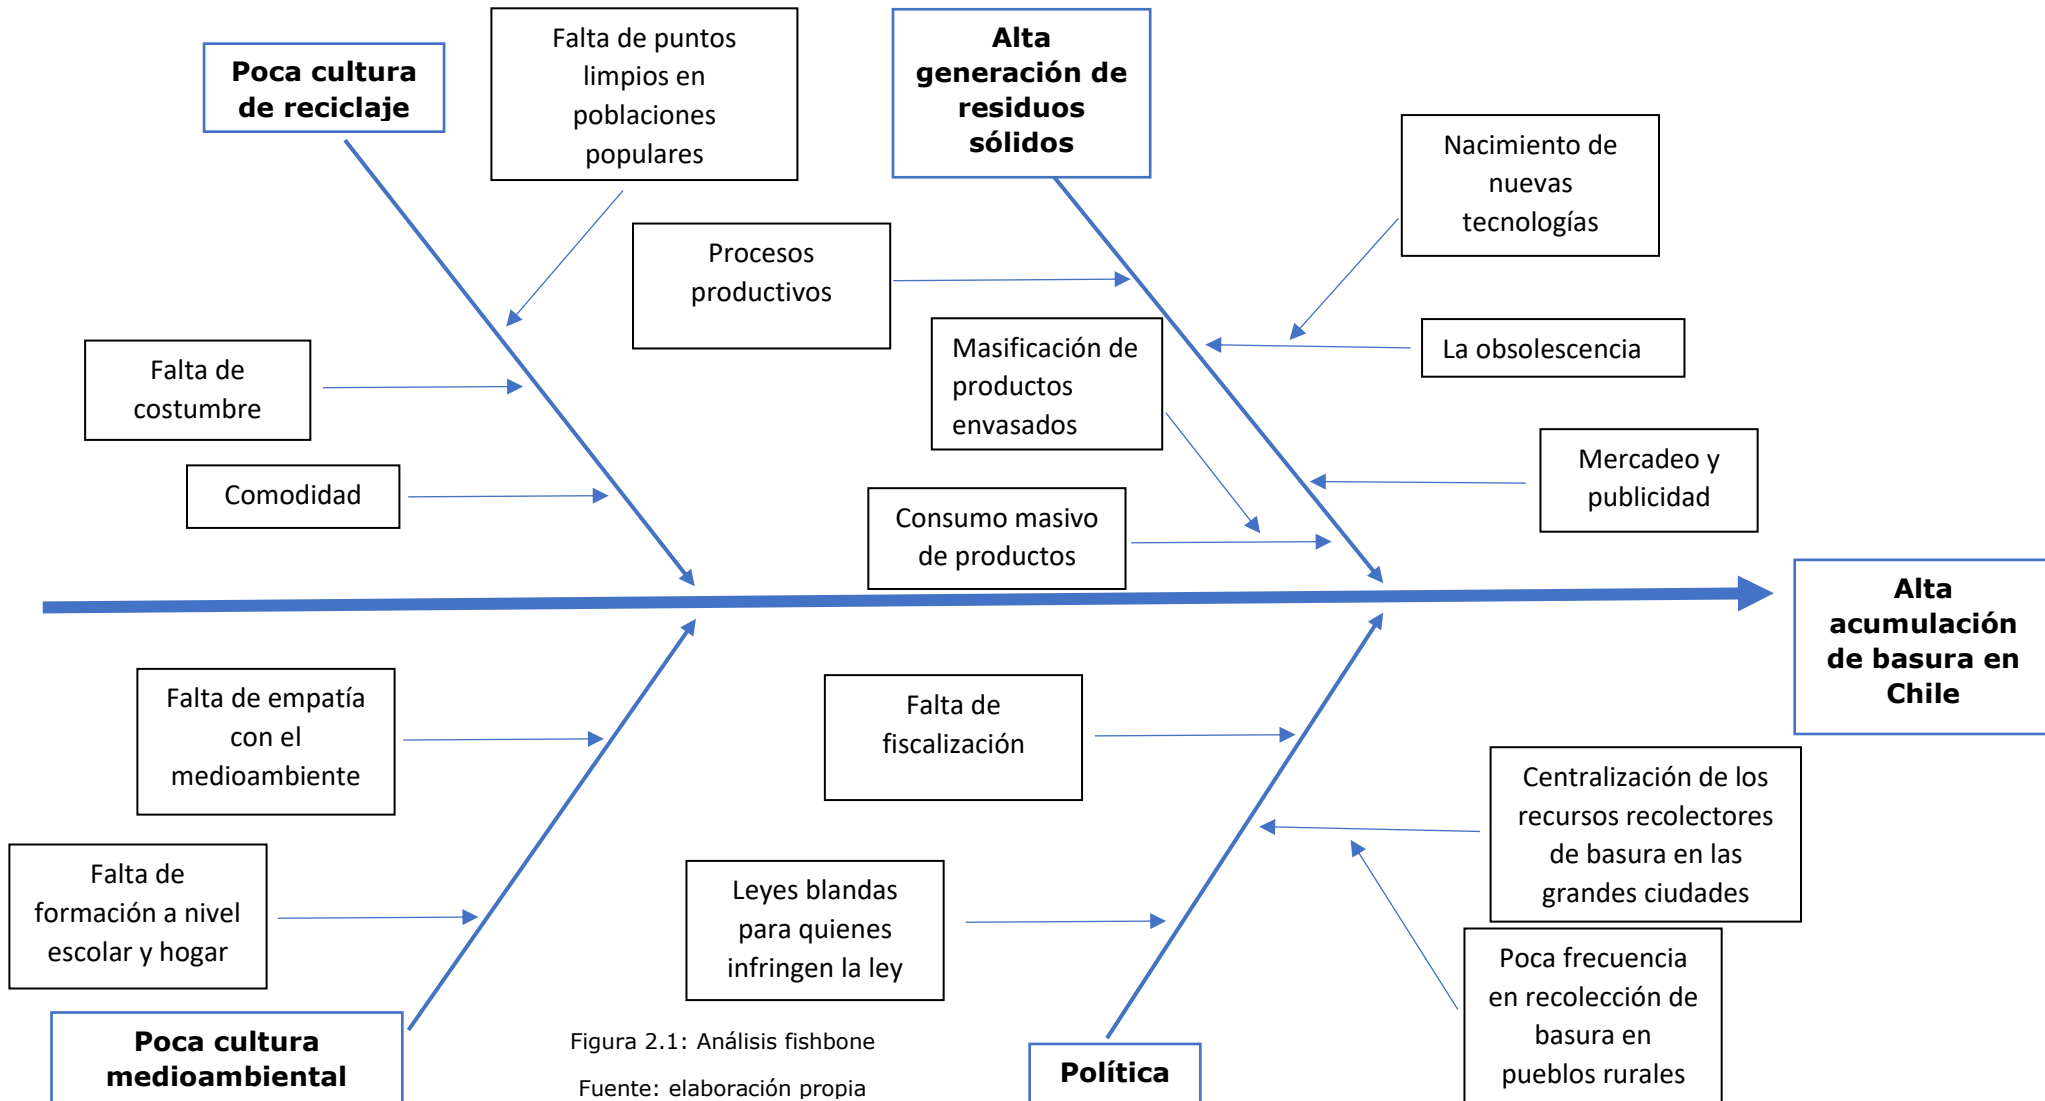 Poca cultura
de reciclaje
Falta de puntos
limpios en
poblaciones
populares
Alta
generación de
residuos
sólidos
Nacimiento de
nuevas
tecnologías
Procesos
productivos
La obsolescencia
Masificación de
productos
envasados
Falta de
costumbre
Mercadeo y
publicidad
Comodidad
Consumo masivo
de productos
Alta
acumulación
de basura en
Chile
Falta de empatía
con el
medioambiente
Falta de
fiscalización
Centralización de los
recursos recolectores
de basura en las
grandes ciudades
Falta de
formación a nivel
escolar y hogar
Leyes blandas
para quienes
infringen la ley
Poca frecuencia
en recolección de
basura en
pueblos rurales
Poca cultura
medioambiental
Política
Figura 2.1: Análisis fishbone
Fuente: elaboración propia